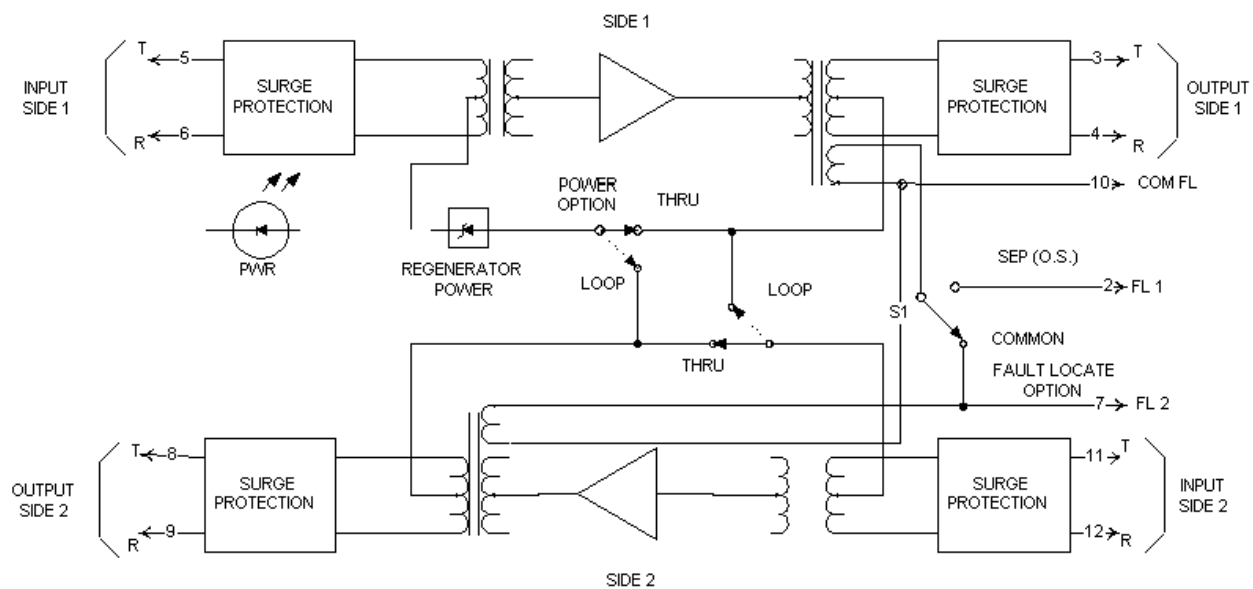 SIDE 1
T
5
INPUT
SIDE 1
SURGE
PROTECTION
6
R
3
T
SURGE
PROTECTION
OUTPUT
SIDE 1
4
R
10
COM FL
POWER
OPTION
THRU
PWR
REGENERATOR
POWER
LOOP
LOOP
SEP (O.S.)
2
FL 1
S1
COMMON
THRU
FAULT LOCATE
OPTION
7
FL 2
T
8
OUTPUT
SIDE 2
SURGE
PROTECTION
R
9
11
T
SURGE
PROTECTION
INPUT
SIDE 2
12
R
SIDE 2